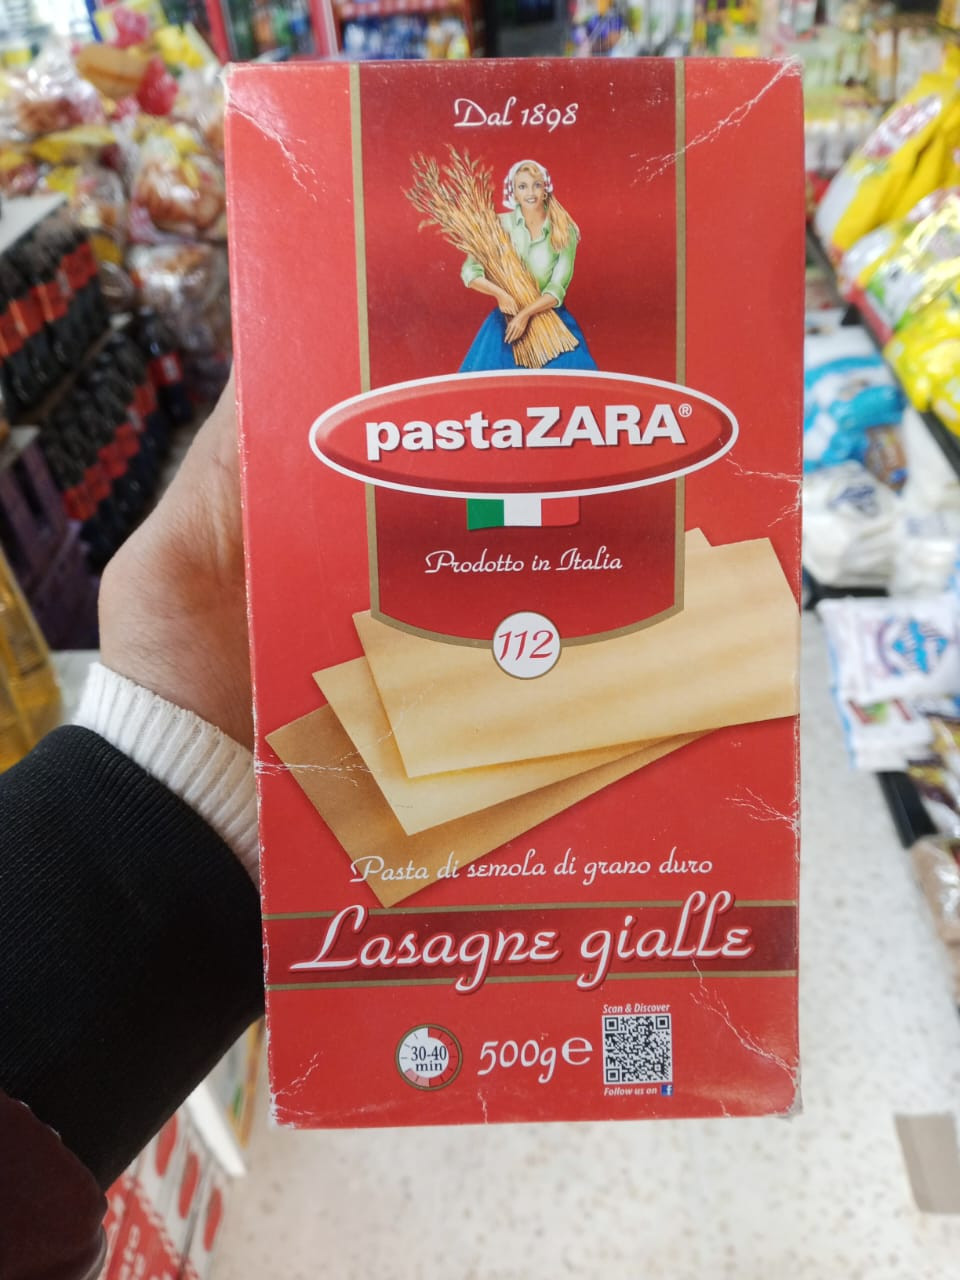 Dal 1898
pastaZARA®
Prodotto in Italia
112
Pasta di semola di grano duro
Lasagne gialle
30-40
min
500g e
Scan & Discover
Follow us on f